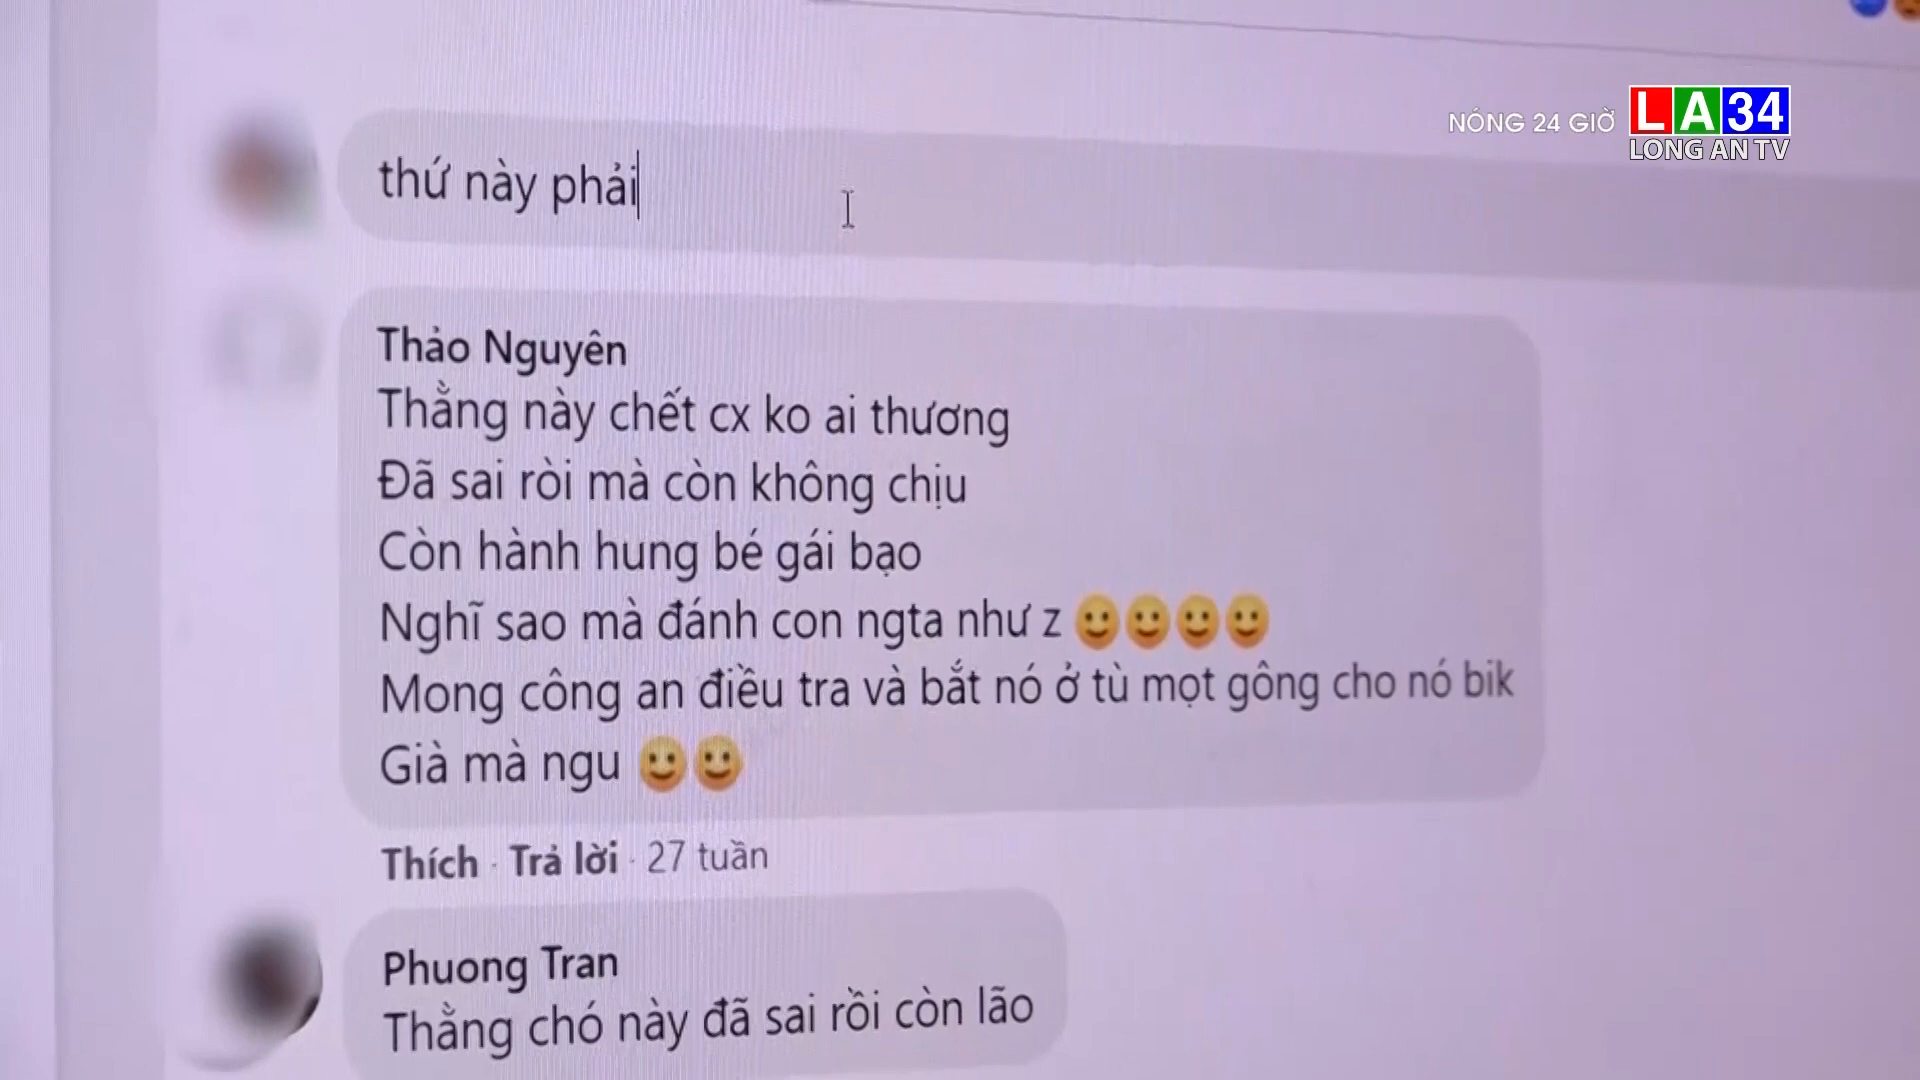 NÓNG 24 GIỜ
LA34
LONG AN TV
thứ này phải
Thảo Nguyên
Thằng này chết cx ko ai thương
Đã sai ròi mà còn không chịu
Còn hành hung bé gái bạo
Nghĩ sao mà đánh con ngta như z 🙂🙂🙂🙂
Mong công an điều tra và bắt nó ở tù mọt gông cho nó bik
Già mà ngu 🙂🙂
Thích · Trả lời · 27 tuần
Phuong Tran
Thằng chó này đã sai rồi còn lão